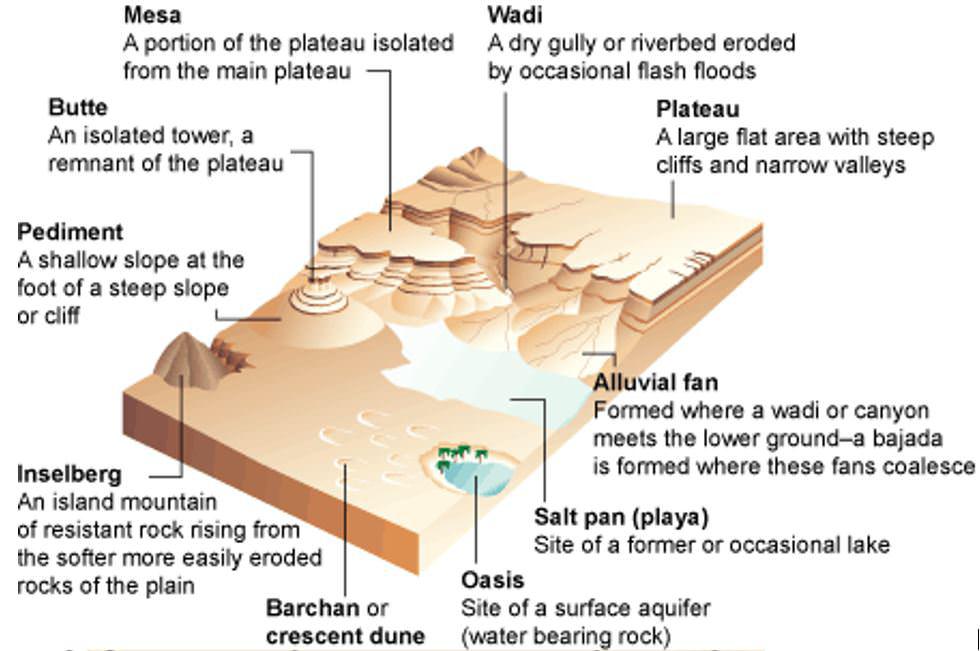 Mesa
A portion of the plateau isolated
from the main plateau
Wadi
A dry gully or riverbed eroded
by occasional flash floods
Butte
An isolated tower, a
remnant of the plateau
Plateau
A large flat area with steep
cliffs and narrow valleys
Pediment
A shallow slope at the
foot of a steep slope
or cliff
Alluvial fan
Formed where a wadi or canyon
meets the lower ground–a bajada
is formed where these fans coalesce
Inselberg
An island mountain
of resistant rock rising from
the softer more easily eroded
rocks of the plain
Salt pan (playa)
Site of a former or occasional lake
Barchan or
crescent dune
Oasis
Site of a surface aquifer
(water bearing rock)